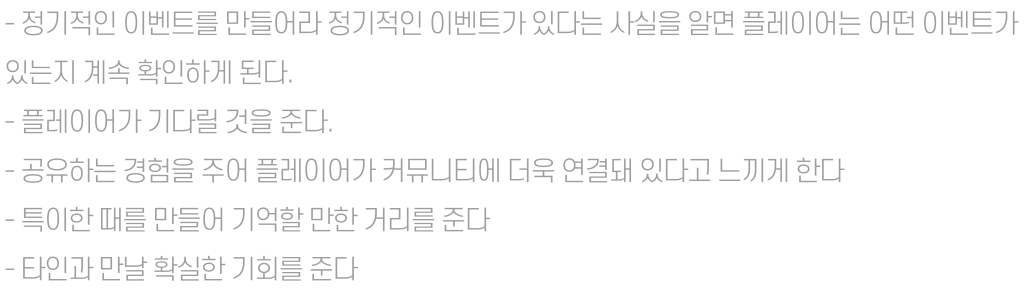 - 정기적인 이벤트를 만들어라 정기적인 이벤트가 있다는 사실을 알면 플레이어는 어떤 이벤트가
있는지 계속 확인하게 된다.
- 플레이어가 기다릴 것을 준다.
- 공유하는 경험을 주어 플레이어가 커뮤니티에 더욱 연결돼 있다고 느끼게 한다
- 특이한 때를 만들어 기억할 만한 거리를 준다
- 타인과 만날 확실한 기회를 준다